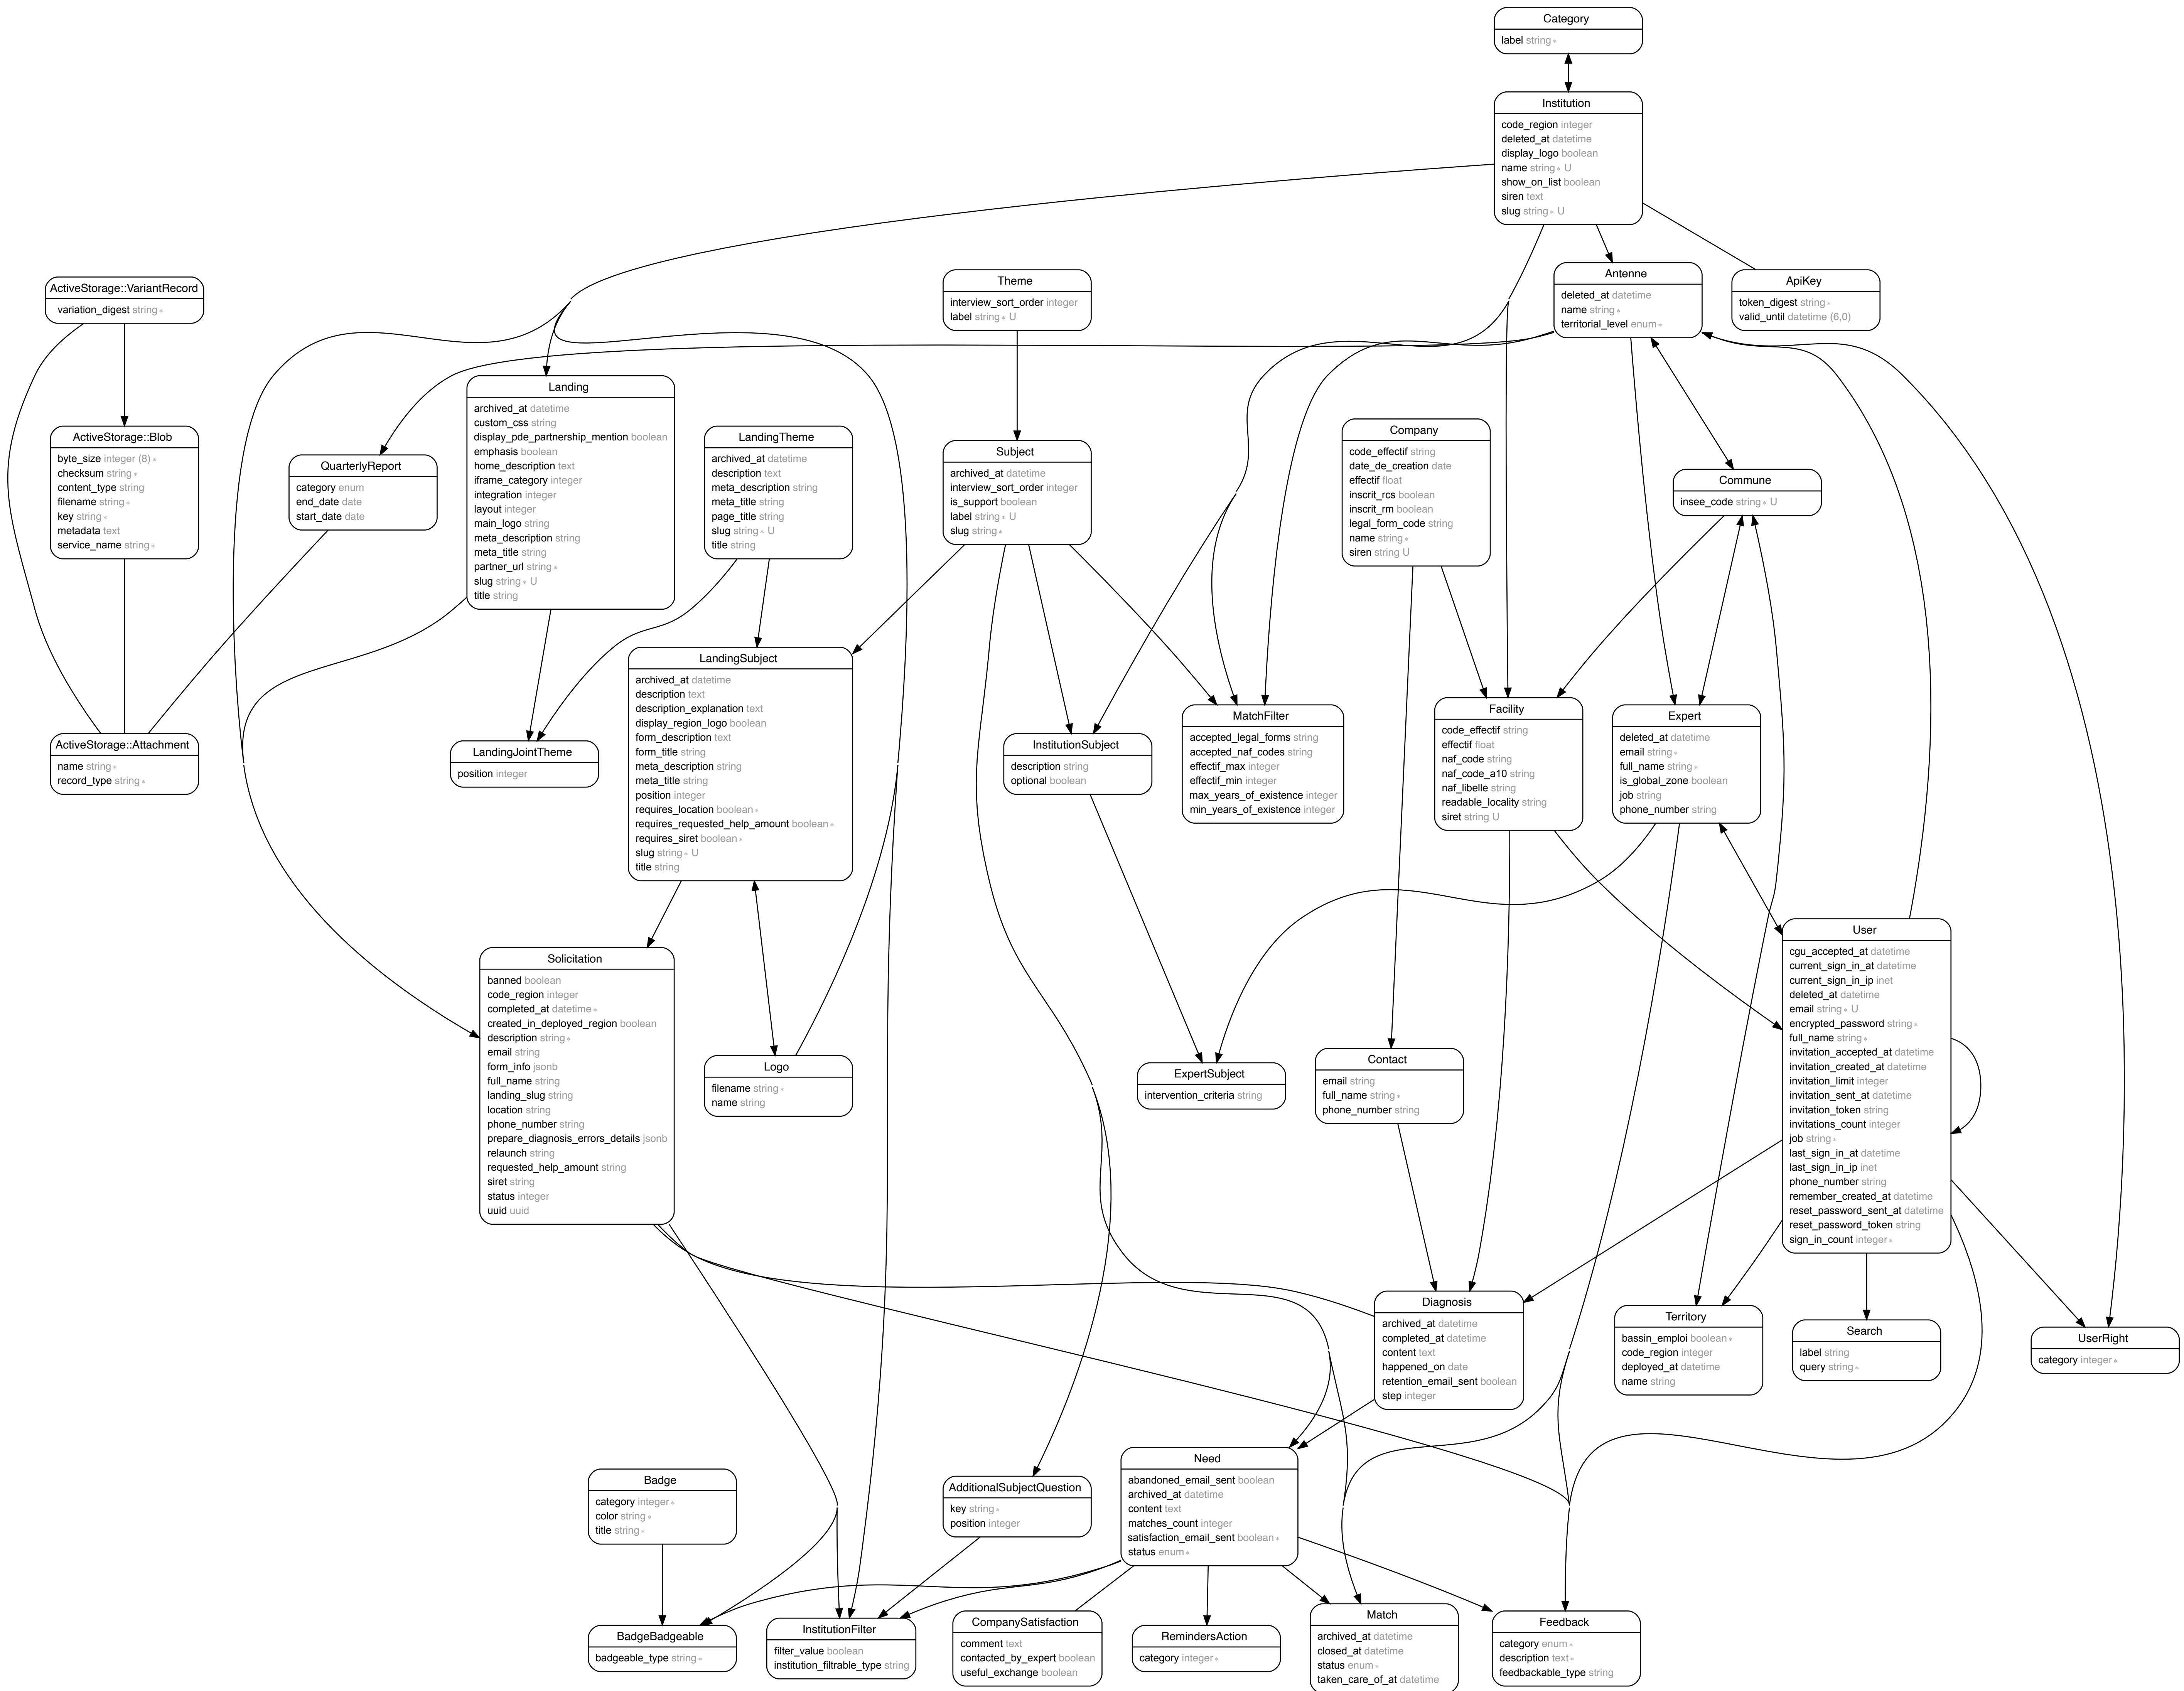 Category
label string∗
Institution
code_region integer
deleted_at datetime
display_logo boolean
name string∗ U
show_on_list boolean
siren text
slug string∗ U
ActiveStorage::VariantRecord
variation_digest string∗
Theme
interview_sort_order integer
label string∗ U
Antenne
deleted_at datetime
name string∗
territorial_level enum∗
ApiKey
token_digest string∗
valid_until datetime (6,0)
ActiveStorage::Blob
byte_size integer (8)∗
checksum string∗
content_type string
filename string∗
key string∗
metadata text
service_name string∗
QuarterlyReport
category enum
end_date date
start_date date
Landing
archived_at datetime
custom_css string
display_pde_partnership_mention boolean
emphasis boolean
home_description text
iframe_category integer
integration integer
layout integer
main_logo string
meta_description string
meta_title string
partner_url string∗
slug string∗ U
title string
LandingTheme
archived_at datetime
description text
meta_description string
meta_title string
page_title string
slug string∗ U
title string
Subject
archived_at datetime
interview_sort_order integer
is_support boolean
label string∗ U
slug string∗
Company
code_effectif string
date_de_creation date
effectif float
inscrit_rcs boolean
inscrit_rm boolean
legal_form_code string
name string∗
siren string U
Commune
insee_code string∗ U
ActiveStorage::Attachment
name string∗
record_type string∗
LandingJointTheme
position integer
LandingSubject
archived_at datetime
description text
description_explanation text
display_region_logo boolean
form_description text
form_title string
meta_description string
meta_title string
position integer
requires_location boolean∗
requires_requested_help_amount boolean∗
requires_siret boolean∗
slug string∗ U
title string
InstitutionSubject
description string
optional boolean
MatchFilter
accepted_legal_forms string
accepted_naf_codes string
effectif_max integer
effectif_min integer
max_years_of_existence integer
min_years_of_existence integer
Facility
code_effectif string
effectif float
naf_code string
naf_code_a10 string
naf_libelle string
readable_locality string
siret string U
Expert
deleted_at datetime
email string∗
full_name string∗
is_global_zone boolean
job string
phone_number string
Solicitation
banned boolean
code_region integer
completed_at datetime∗
created_in_deployed_region boolean
description string∗
email string
form_info jsonb
full_name string
landing_slug string
location string
phone_number string
prepare_diagnosis_errors_details jsonb
relaunch string
requested_help_amount string
siret string
status integer
uuid uuid
Logo
filename string∗
name string
ExpertSubject
intervention_criteria string
Contact
email string
full_name string∗
phone_number string
User
cgu_accepted_at datetime
current_sign_in_at datetime
current_sign_in_ip inet
deleted_at datetime
email string∗ U
encrypted_password string∗
full_name string∗
invitation_accepted_at datetime
invitation_created_at datetime
invitation_limit integer
invitation_sent_at datetime
invitation_token string
invitations_count integer
job string∗
last_sign_in_at datetime
last_sign_in_ip inet
phone_number string
remember_created_at datetime
reset_password_sent_at datetime
reset_password_token string
sign_in_count integer∗
Diagnosis
archived_at datetime
completed_at datetime
content text
happened_on date
retention_email_sent boolean
step integer
Territory
bassin_emploi boolean∗
code_region integer
deployed_at datetime
name string
Search
label string
query string∗
UserRight
category integer∗
Badge
category integer∗
color string∗
title string∗
AdditionalSubjectQuestion
key string∗
position integer
Need
abandoned_email_sent boolean
archived_at datetime
content text
matches_count integer
satisfaction_email_sent boolean∗
status enum∗
BadgeBadgeable
badgeable_type string∗
InstitutionFilter
filter_value boolean
institution_filtrable_type string
CompanySatisfaction
comment text
contacted_by_expert boolean
useful_exchange boolean
RemindersAction
category integer∗
Match
archived_at datetime
closed_at datetime
status enum∗
taken_care_of_at datetime
Feedback
category enum∗
description text∗
feedbackable_type string